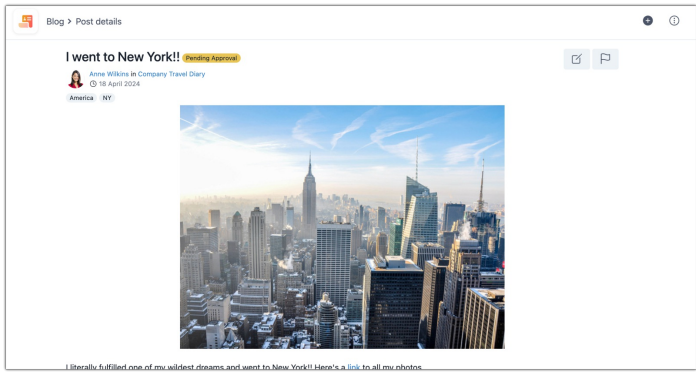 Blog > Post details
I went to New York!! Pending Approval
Anne Wilkins in Company Travel Diary
18 April 2024
America NY
I literally fulfilled one of my wildest dreams and went to New York!! Here's a link to all my photos.